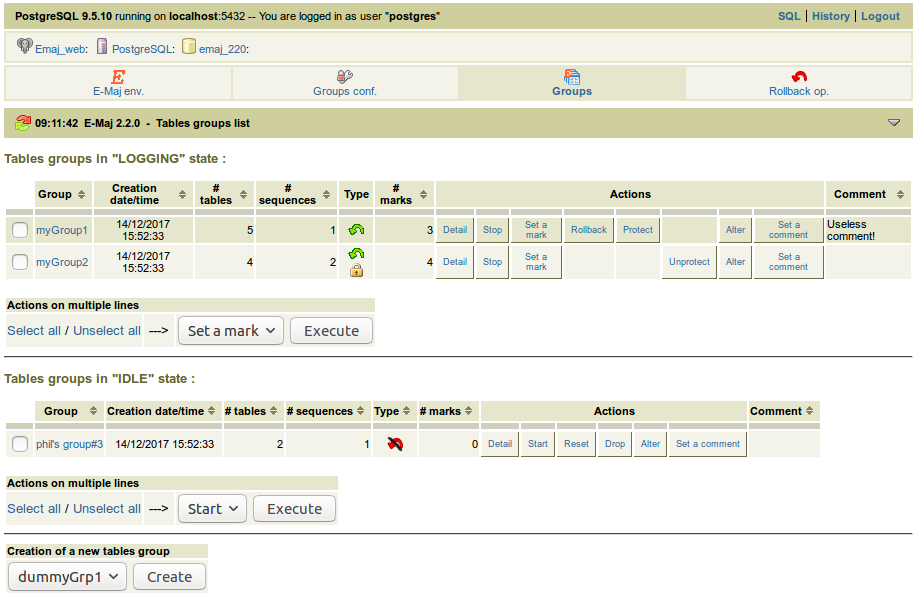 PostgreSQL 9.5.10 running on localhost:5432 -- You are logged in as user "postgres" SQL | History | Logout
Emaj_web: PostgreSQL: emaj_220:
E-Maj env. Groups conf. Groups Rollback op.
09:11:42 E-Maj 2.2.0 - Tables groups list
Tables groups in "LOGGING" state :
Group Creation date/time # tables # sequences Type # marks Actions Comment
myGroup1 14/12/2017 15:52:33 5 1 3 Detail Stop Set a mark Rollback Protect Alter Set a comment Useless comment!
myGroup2 14/12/2017 15:52:33 4 2 4 Detail Stop Set a mark Unprotect Alter Set a comment
Actions on multiple lines
Select all / Unselect all ---> Set a mark Execute
Tables groups in "IDLE" state :
Group Creation date/time # tables # sequences Type # marks Actions Comment
phil's group#3 14/12/2017 15:52:33 2 1 0 Detail Start Reset Drop Alter Set a comment
Actions on multiple lines
Select all / Unselect all ---> Start Execute
Creation of a new tables group
dummyGrp1 Create